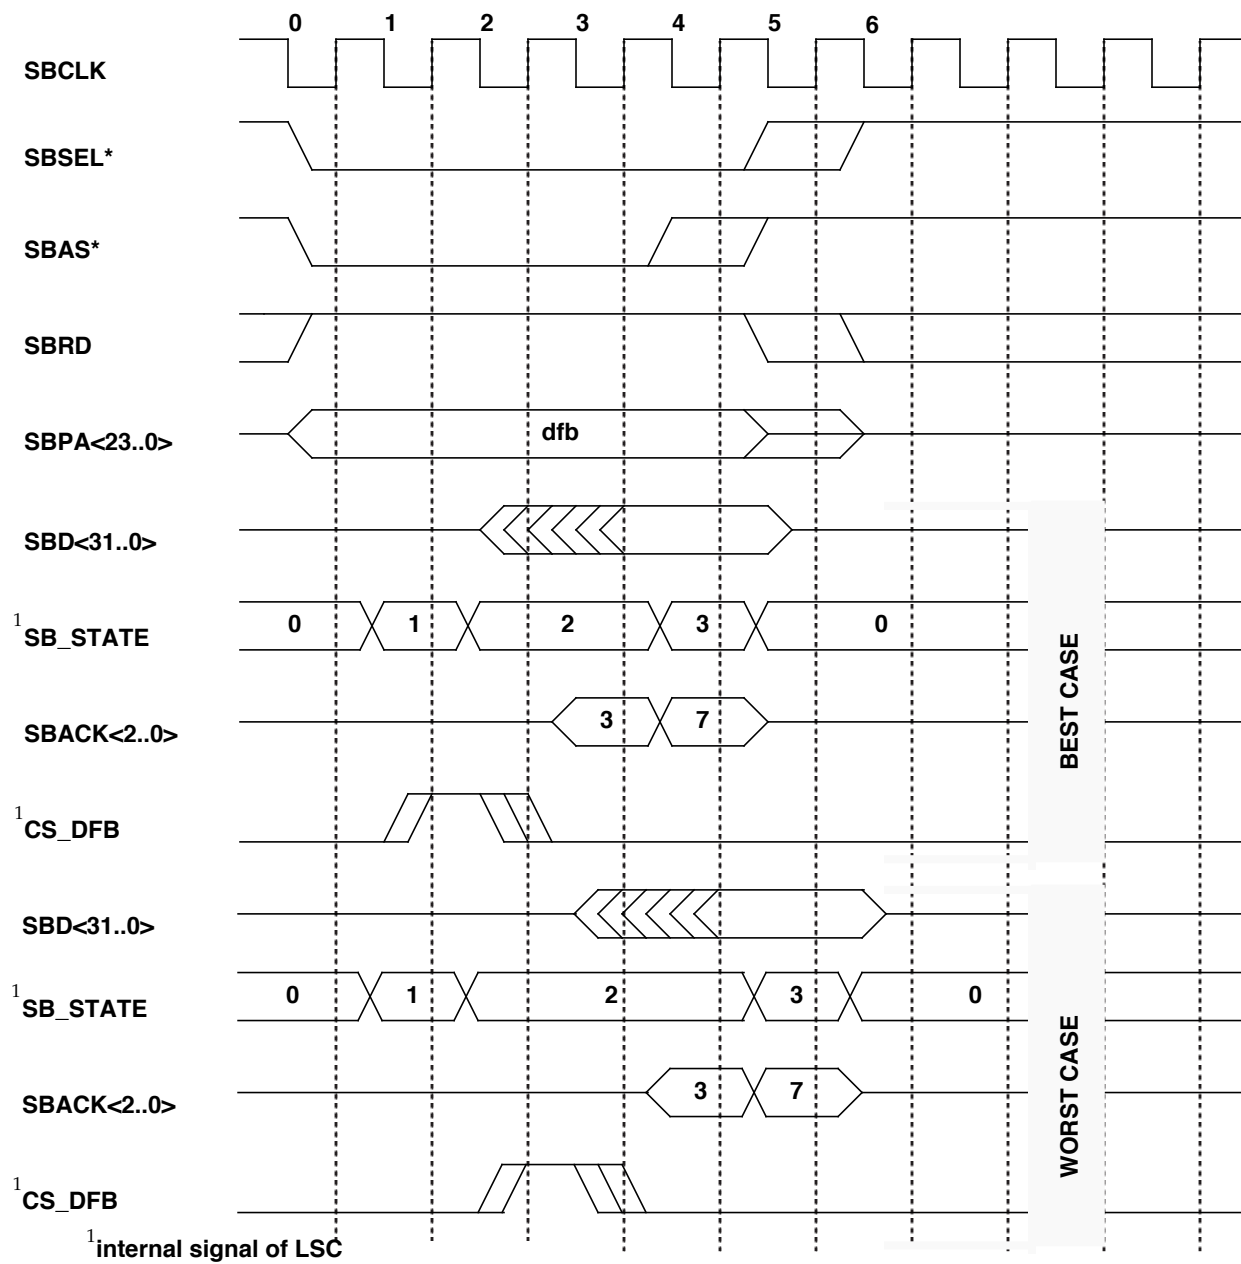 0 1 2 3 4 5 6
SBCLK
SBSEL*
SBAS*
SBRD
SBPA<23..0> dfb
SBD<31..0>
1SB_STATE 0 1 2 3 0
SBACK<2..0> 3 7
1CS_DFB
BEST CASE
SBD<31..0>
1SB_STATE 0 1 2 3 0
SBACK<2..0> 3 7
1CS_DFB
WORST CASE
1internal signal of LSC